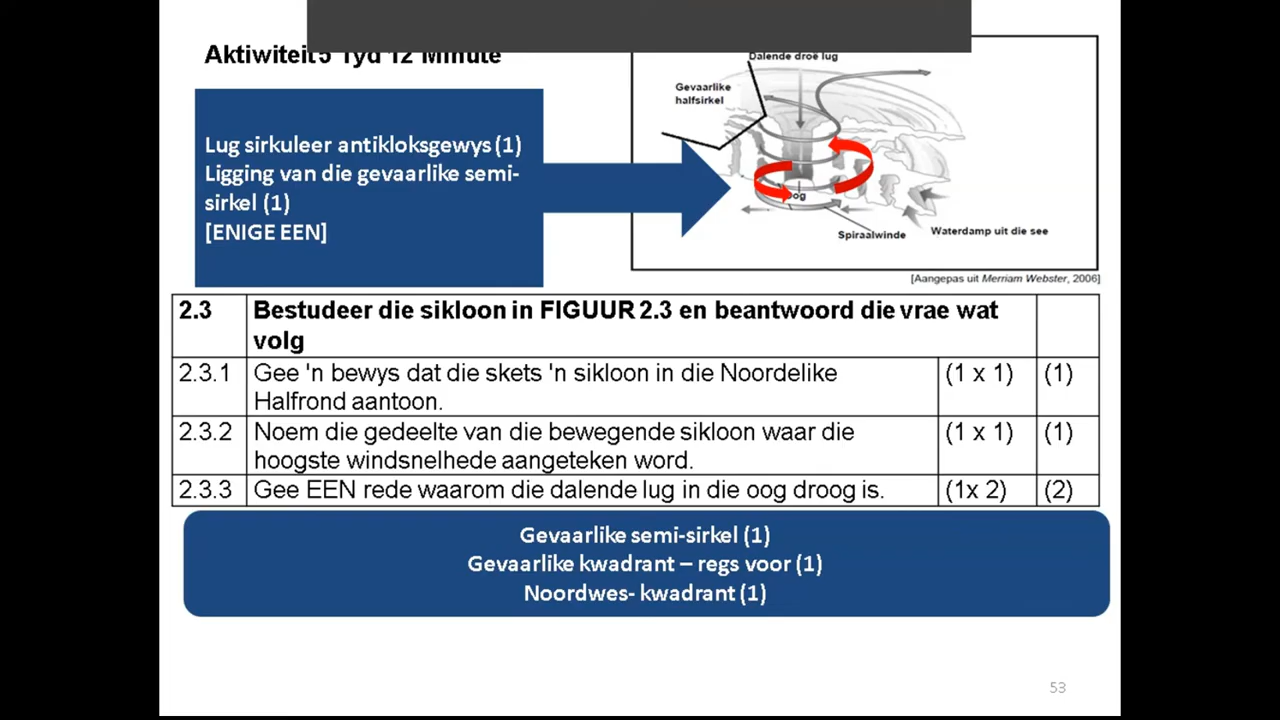 Aktiwiteit 5 Tyd 12 Minute
Lug sirkuleer antikloksgewys (1)
Ligging van die gevaarlike semi-
sirkel (1)
[ENIGE EEN]
Dalende droë lug
Gevaarlike
halfsirkel
Oog
Spiraalwinde
Waterdamp uit die see
[Aangepas uit Merriam Webster, 2006]
2.3 Bestudeer die sikloon in FIGUUR 2.3 en beantwoord die vrae wat
volg
2.3.1 Gee 'n bewys dat die skets 'n sikloon in die Noordelike (1 x 1) (1)
Halfrond aantoon.
2.3.2 Noem die gedeelte van die bewegende sikloon waar die (1 x 1) (1)
hoogste windsnelhede aangeteken word.
2.3.3 Gee EEN rede waarom die dalende lug in die oog droog is. (1x 2) (2)
Gevaarlike semi-sirkel (1)
Gevaarlike kwadrant – regs voor (1)
Noordwes- kwadrant (1)
53